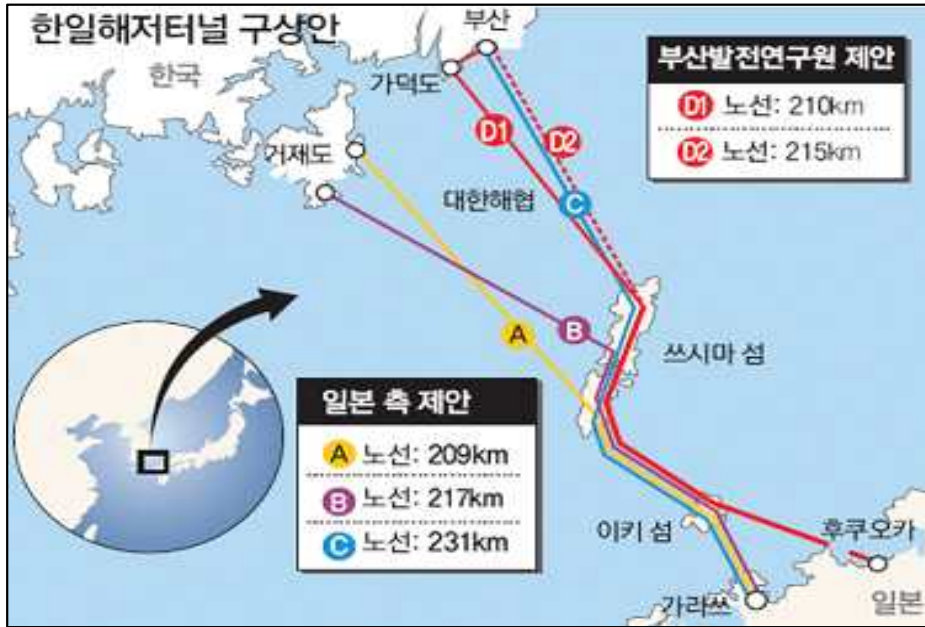 한일해저터널 구상안
부산
한국
가덕도
부산발전연구원 제안
D1 노선: 210km
D2 노선: 215km
D1
D2
거제도
대한해협
C
A
B
쓰시마 섬
일본 측 제안
A 노선: 209km
B 노선: 217km
C 노선: 231km
이키 섬
후쿠오카
가라쓰
일본